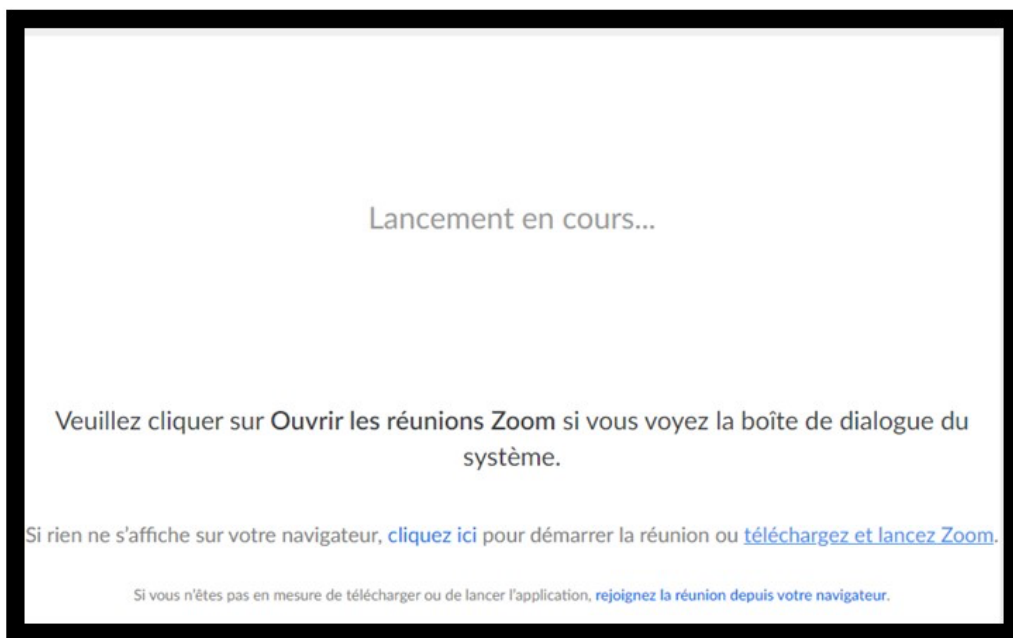 Lancement en cours...
Veuillez cliquer sur Ouvrir les réunions Zoom si vous voyez la boîte de dialogue du
système.
Si rien ne s’affiche sur votre navigateur, cliquez ici pour démarrer la réunion ou téléchargez et lancez Zoom.
Si vous n’êtes pas en mesure de télécharger ou de lancer l’application, rejoignez la réunion depuis votre navigateur.